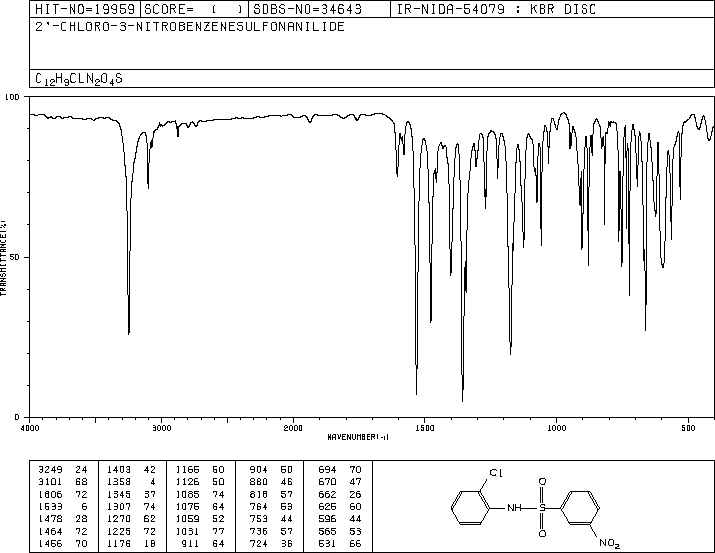 HIT-NO=19959 SCORE= ( ) SDBS-NO=34643 IR-NIDA-54079 : KBR DISC
2'-CHLORO-3-NITROBENZENESULFONANILIDE
C12H9CLN2O4S
100
50
0
TRANSMITTANCE(%)
4000 3000 2000 1500 1000 500
WAVENUMBER(-1)
3249 24 1403 42 1166 60 904 50 694 70
3101 68 1358 4 1126 50 880 46 670 47
1606 72 1345 37 1085 74 818 57 662 26
1533 6 1307 74 1075 64 764 53 625 60
1478 28 1270 62 1059 52 753 44 596 44
1464 72 1225 72 1031 77 736 57 565 53
1456 70 1176 18 911 64 724 36 531 66
Cl
O
NH S
O
NO2